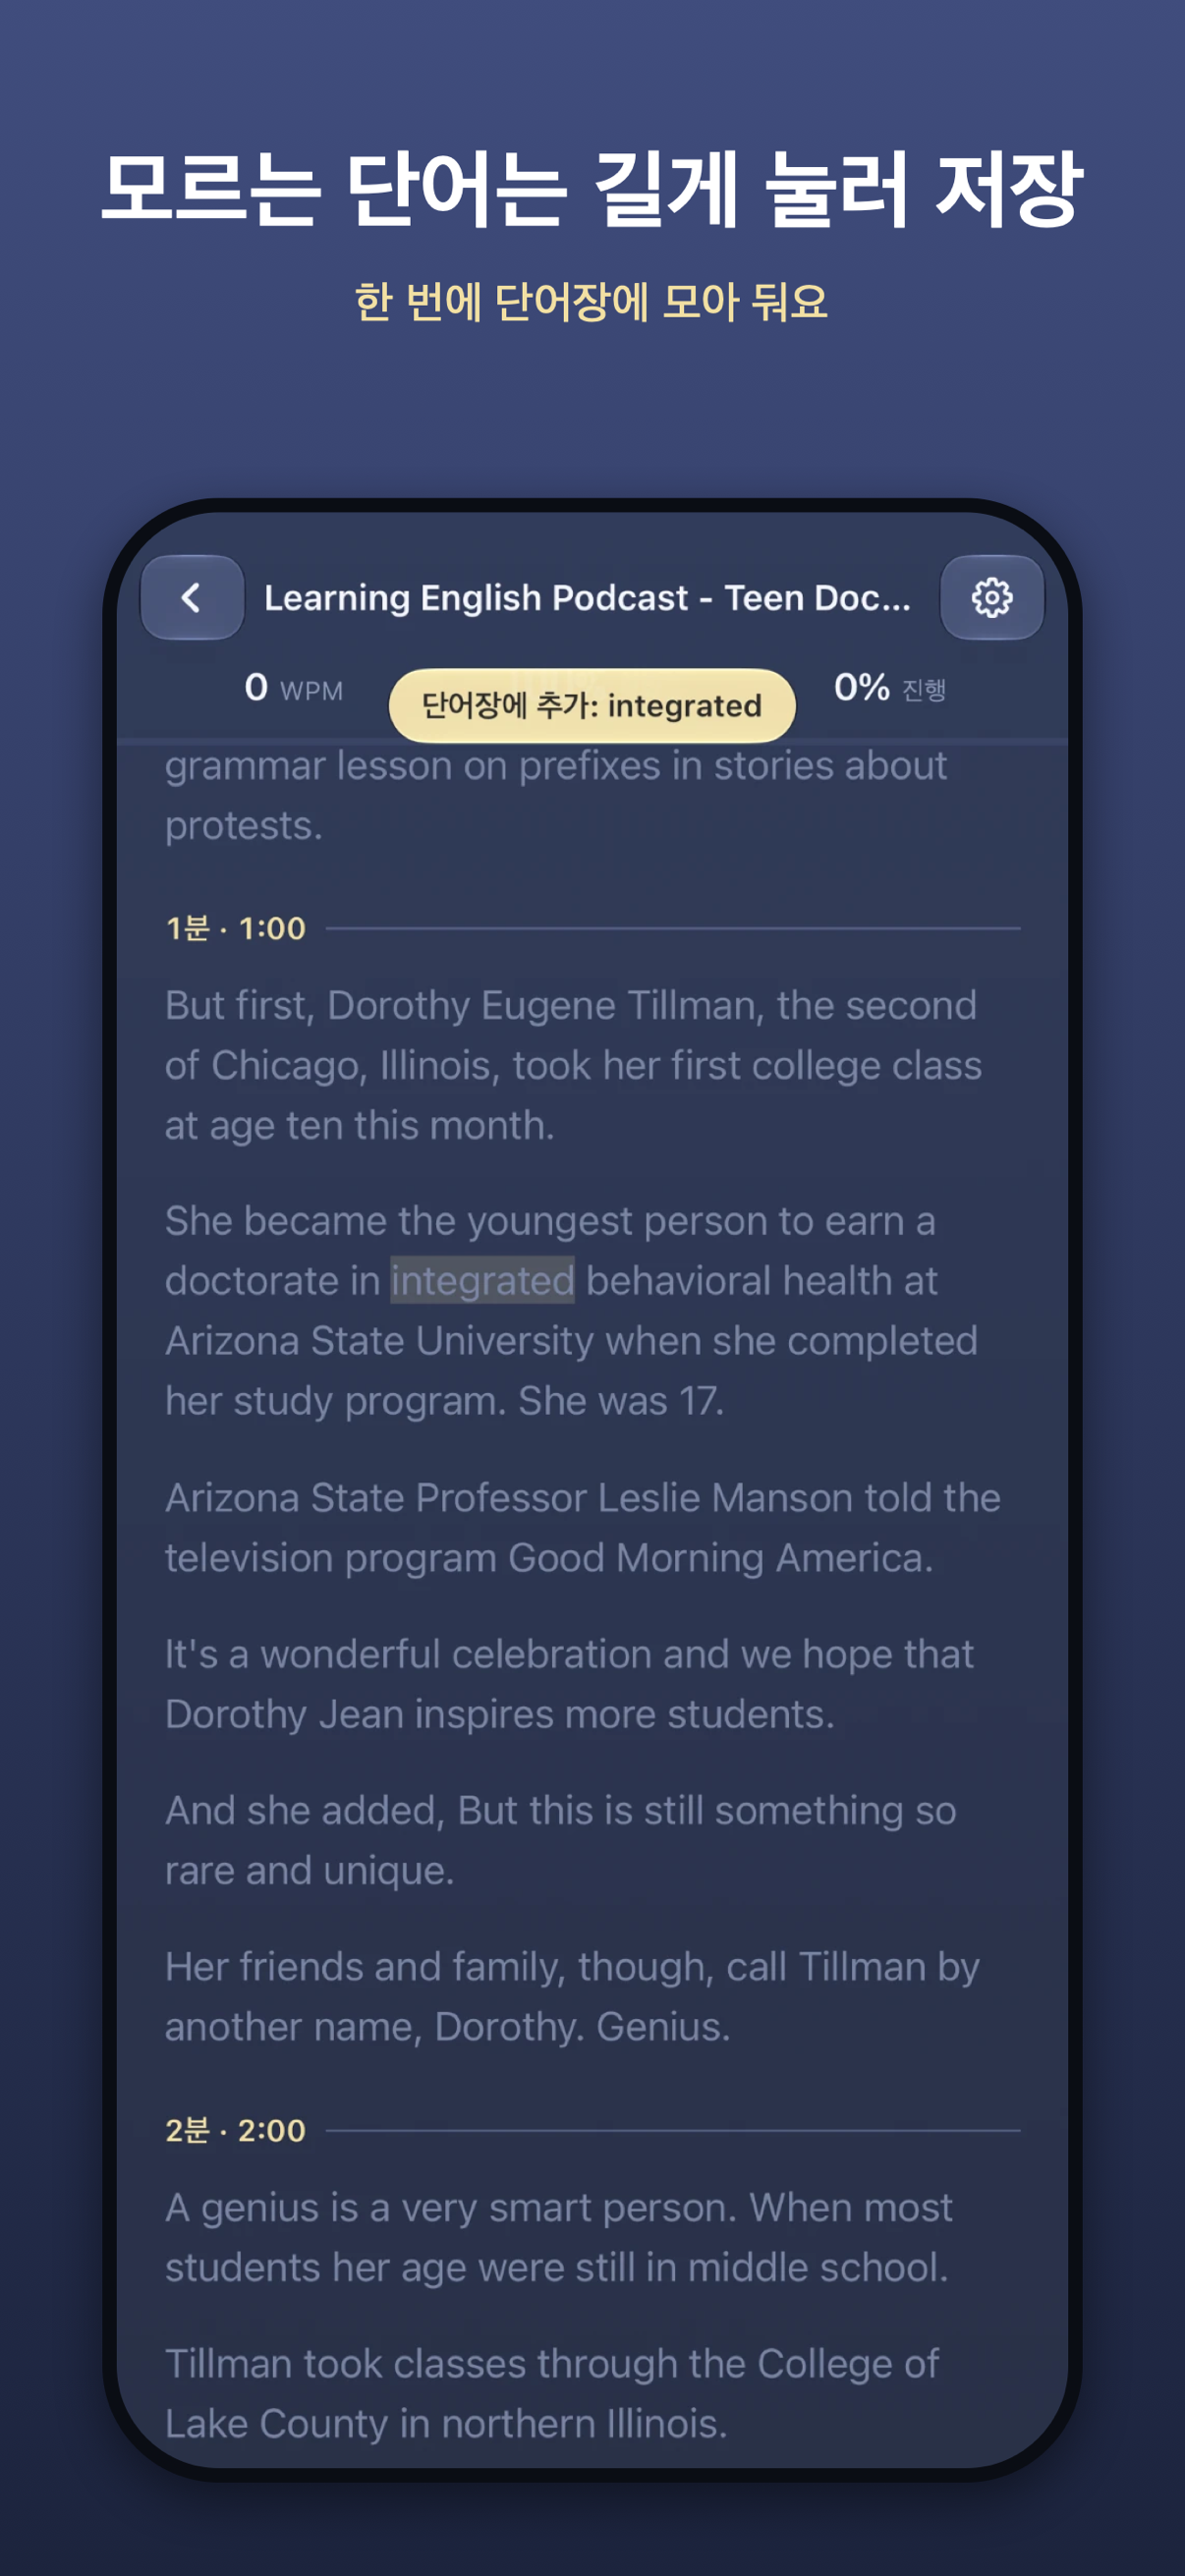 모르는 단어는 길게 눌러 저장
한 번에 단어장에 모아 둬요
Learning English Podcast - Teen Doc...
0 WPM
단어장에 추가: integrated
0% 진행
grammar lesson on prefixes in stories about
protests.
1분 · 1:00
But first, Dorothy Eugene Tillman, the second
of Chicago, Illinois, took her first college class
at age ten this month.
She became the youngest person to earn a
doctorate in integrated behavioral health at
Arizona State University when she completed
her study program. She was 17.
Arizona State Professor Leslie Manson told the
television program Good Morning America.
It's a wonderful celebration and we hope that
Dorothy Jean inspires more students.
And she added, But this is still something so
rare and unique.
Her friends and family, though, call Tillman by
another name, Dorothy. Genius.
2분 · 2:00
A genius is a very smart person. When most
students her age were still in middle school.
Tillman took classes through the College of
Lake County in northern Illinois.